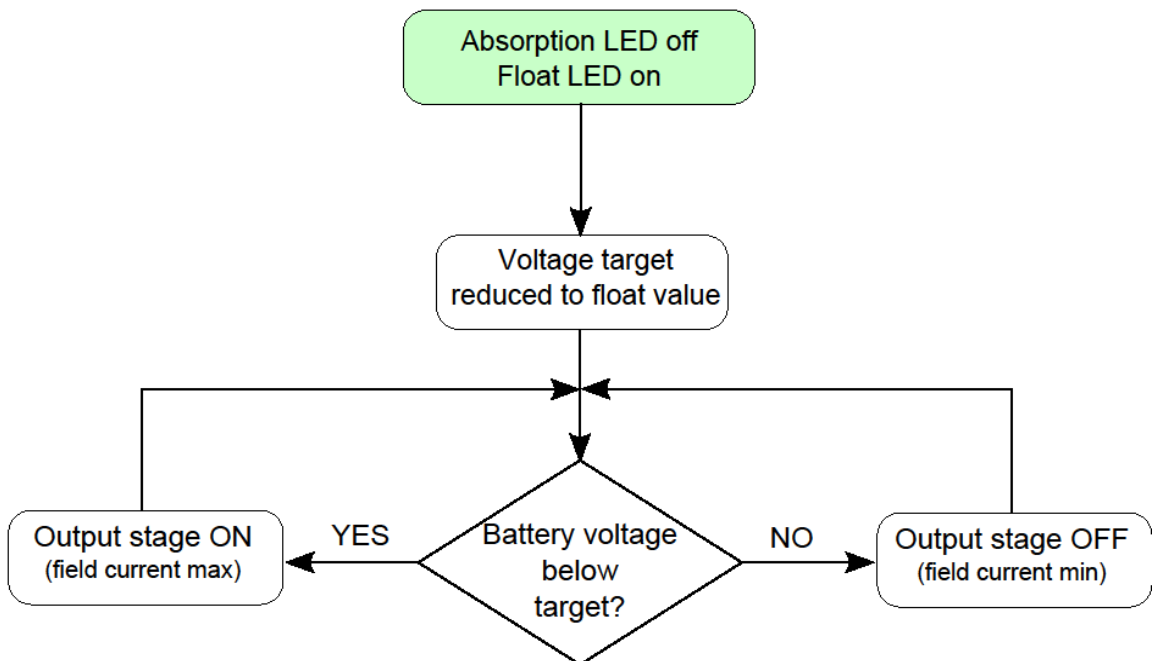 Absorption LED off
Float LED on
Voltage target
reduced to float value
Output stage ON
(field current max)
YES
Battery voltage
below
target?
NO
Output stage OFF
(field current min)